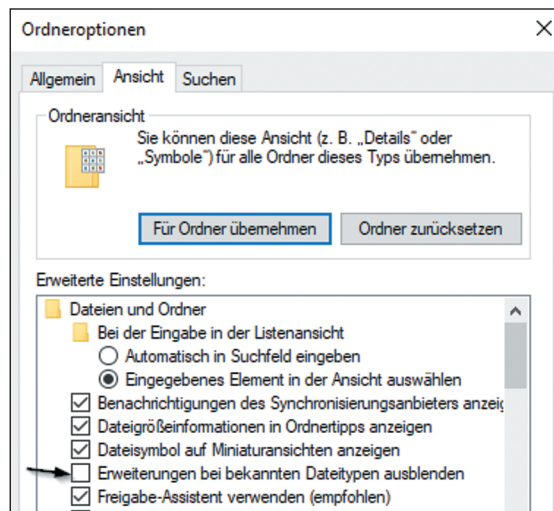 Ordneroptionen
Allgemein Ansicht Suchen
Ordneransicht
Sie können diese Ansicht (z. B. „Details" oder
„Symbole") für alle Ordner dieses Typs übernehmen.
Für Ordner übernehmen Ordner zurücksetzen
Erweiterte Einstellungen:
Dateien und Ordner
Bei der Eingabe in der Listenansicht
Automatisch in Suchfeld eingeben
Eingegebenes Element in der Ansicht auswählen
Benachrichtigungen des Synchronisierungsanbieters anzeig
Dateigrößeinformationen in Ordnertipps anzeigen
Dateisymbol auf Miniaturansichten anzeigen
Erweiterungen bei bekannten Dateitypen ausblenden
Freigabe-Assistent verwenden (empfohlen)